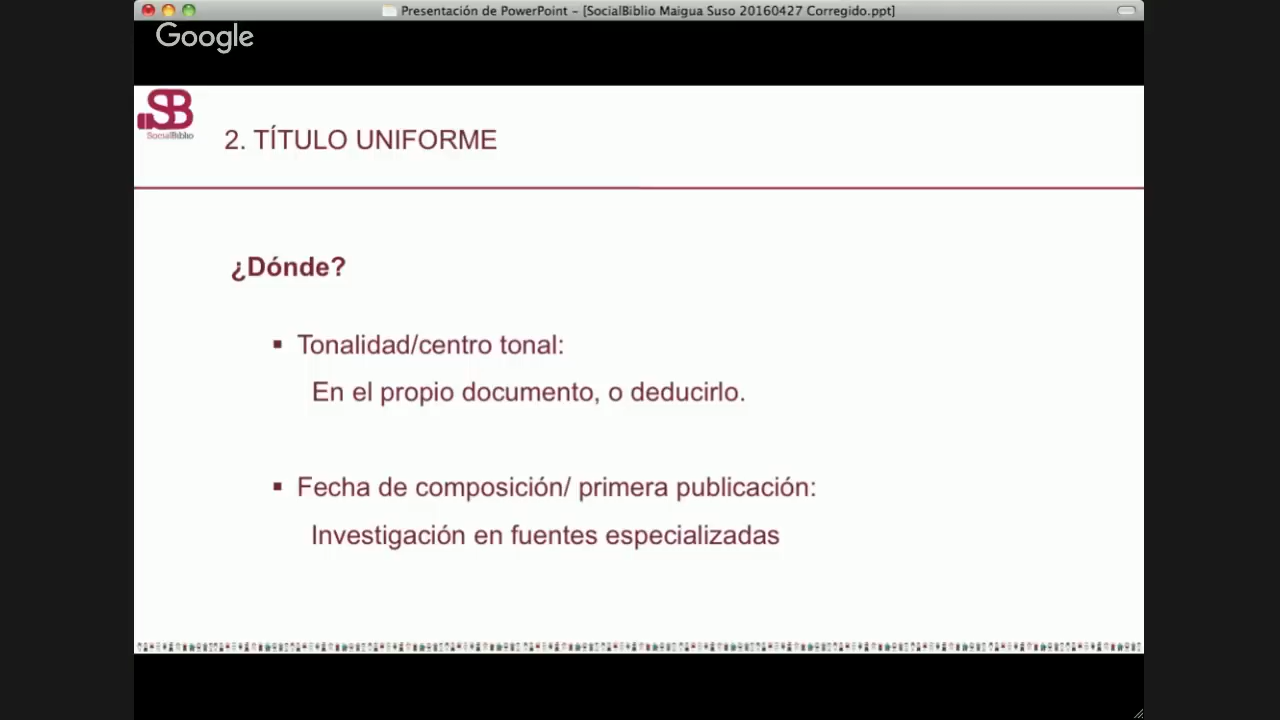 Presentación de PowerPoint - [SocialBiblio Maigua Suso 20160427 Corregido.ppt]
Google
SB
SocialBiblio
2. TÍTULO UNIFORME
¿Dónde?
▪ Tonalidad/centro tonal:
En el propio documento, o deducirlo.
▪ Fecha de composición/ primera publicación:
Investigación en fuentes especializadas